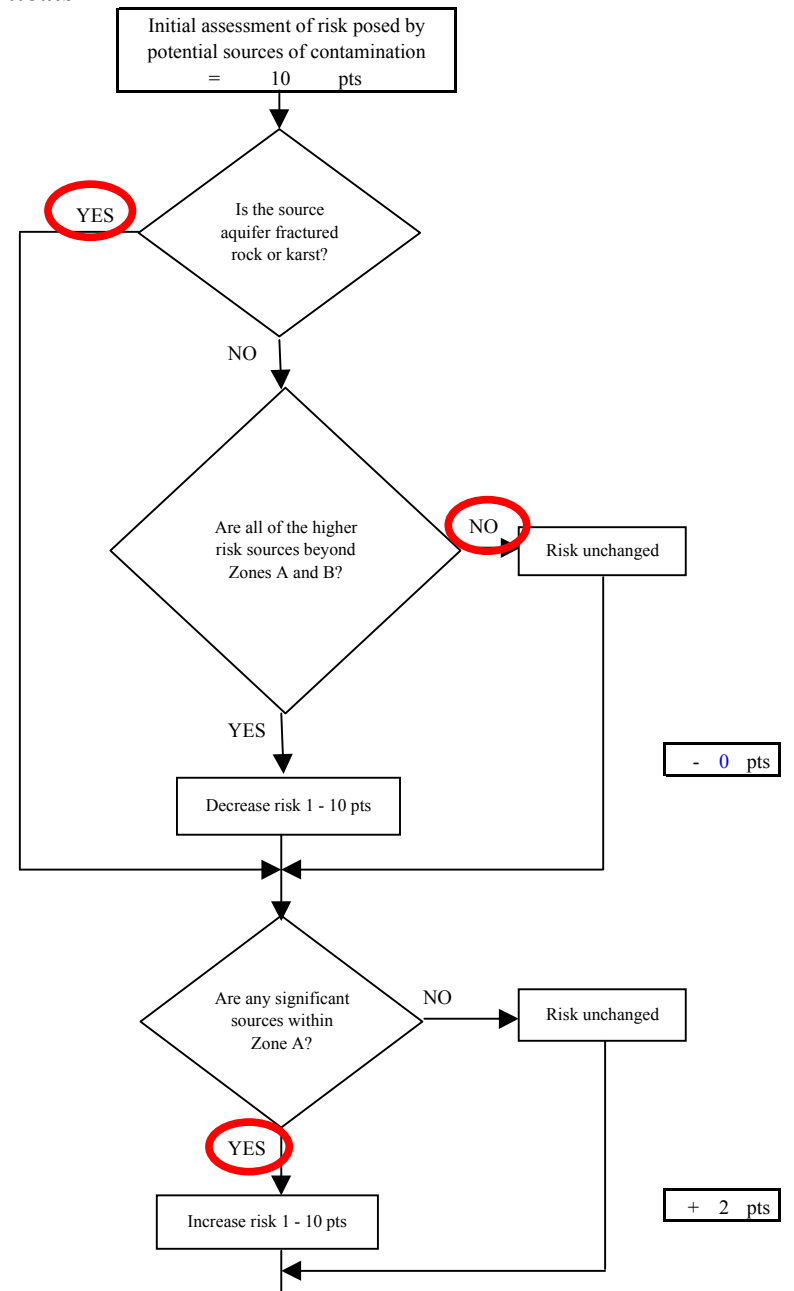 Initial assessment of risk posed by
potential sources of contamination
= 10 pts
YES
Is the source
aquifer fractured
rock or karst?
NO
Are all of the higher
risk sources beyond
Zones A and B?
NO
Risk unchanged
YES
- 0 pts
Decrease risk 1 - 10 pts
Are any significant
sources within
Zone A?
NO
Risk unchanged
YES
+ 2 pts
Increase risk 1 - 10 pts